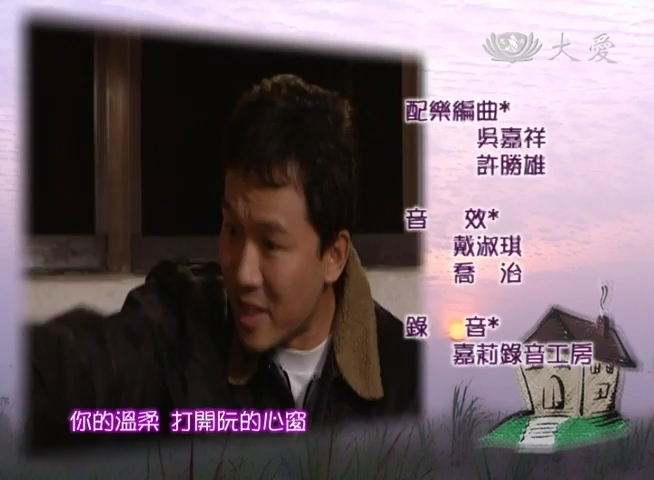 大愛
配樂編曲*
吳嘉祥
許勝雄
音 效*
戴淑琪
喬 治
錄 音*
嘉莉錄音工房
你的溫柔 打開阮的心窗